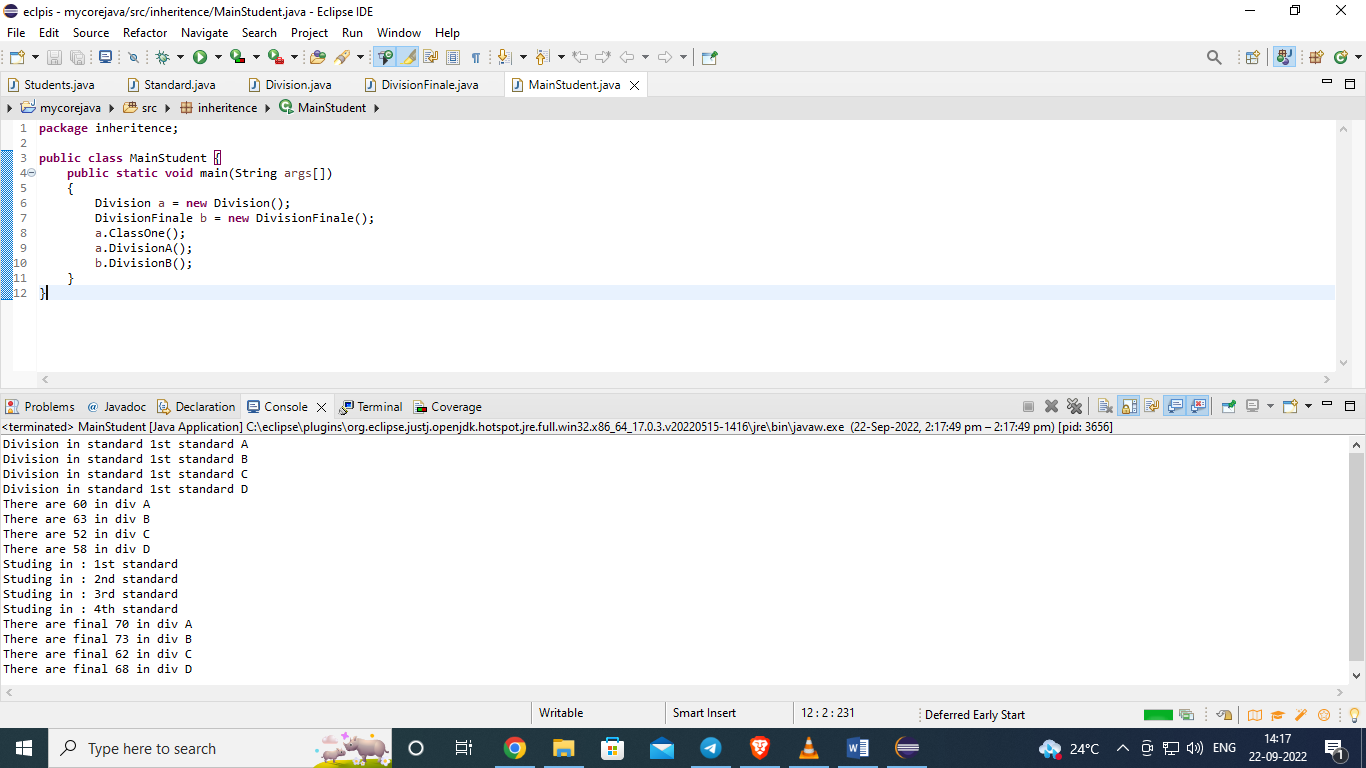 eclpis - mycorejava/src/inheritence/MainStudent.java - Eclipse IDE
File Edit Source Refactor Navigate Search Project Run Window Help
Students.java Standard.java Division.java DivisionFinale.java MainStudent.java
mycorejava src inheritence MainStudent
1 package inheritence;
2
3 public class MainStudent {
4 public static void main(String args[])
5 {
6 Division a = new Division();
7 DivisionFinale b = new DivisionFinale();
8 a.ClassOne();
9 a.DivisionA();
10 b.DivisionB();
11 }
12 }
Problems @ Javadoc Declaration Console Terminal Coverage
<terminated> MainStudent [Java Application] C:\eclipse\plugins\org.eclipse.justj.openjdk.hotspot.jre.full.win32.x86_64_17.0.3.v20220515-1416\jre\bin\javaw.exe (22-Sep-2022, 2:17:49 pm – 2:17:49 pm) [pid: 3656]
Division in standard 1st standard A
Division in standard 1st standard B
Division in standard 1st standard C
Division in standard 1st standard D
There are 60 in div A
There are 63 in div B
There are 52 in div C
There are 58 in div D
Studing in : 1st standard
Studing in : 2nd standard
Studing in : 3rd standard
Studing in : 4th standard
There are final 70 in div A
There are final 73 in div B
There are final 62 in div C
There are final 68 in div D
Writable Smart Insert 12 : 2 : 231 Deferred Early Start
Type here to search 24°C ENG 14:17
22-09-2022 1